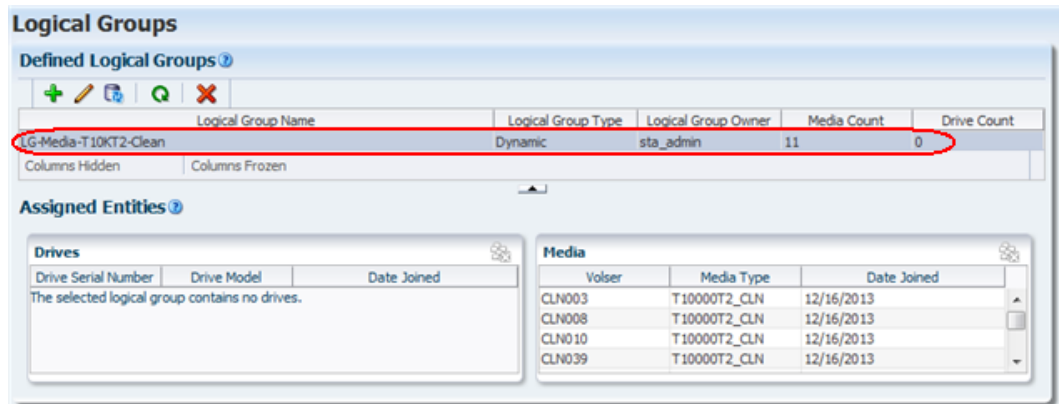 Logical Groups
Defined Logical Groups
Logical Group Name Logical Group Type Logical Group Owner Media Count Drive Count
LG-Media-T10KT2-Clean Dynamic sta_admin 11 0
Columns Hidden Columns Frozen
Assigned Entities
Drives
Drive Serial Number Drive Model Date Joined
The selected logical group contains no drives.
Media
Volser Media Type Date Joined
CLN003 T10000T2_CLN 12/16/2013
CLN008 T10000T2_CLN 12/16/2013
CLN010 T10000T2_CLN 12/16/2013
CLN039 T10000T2_CLN 12/16/2013